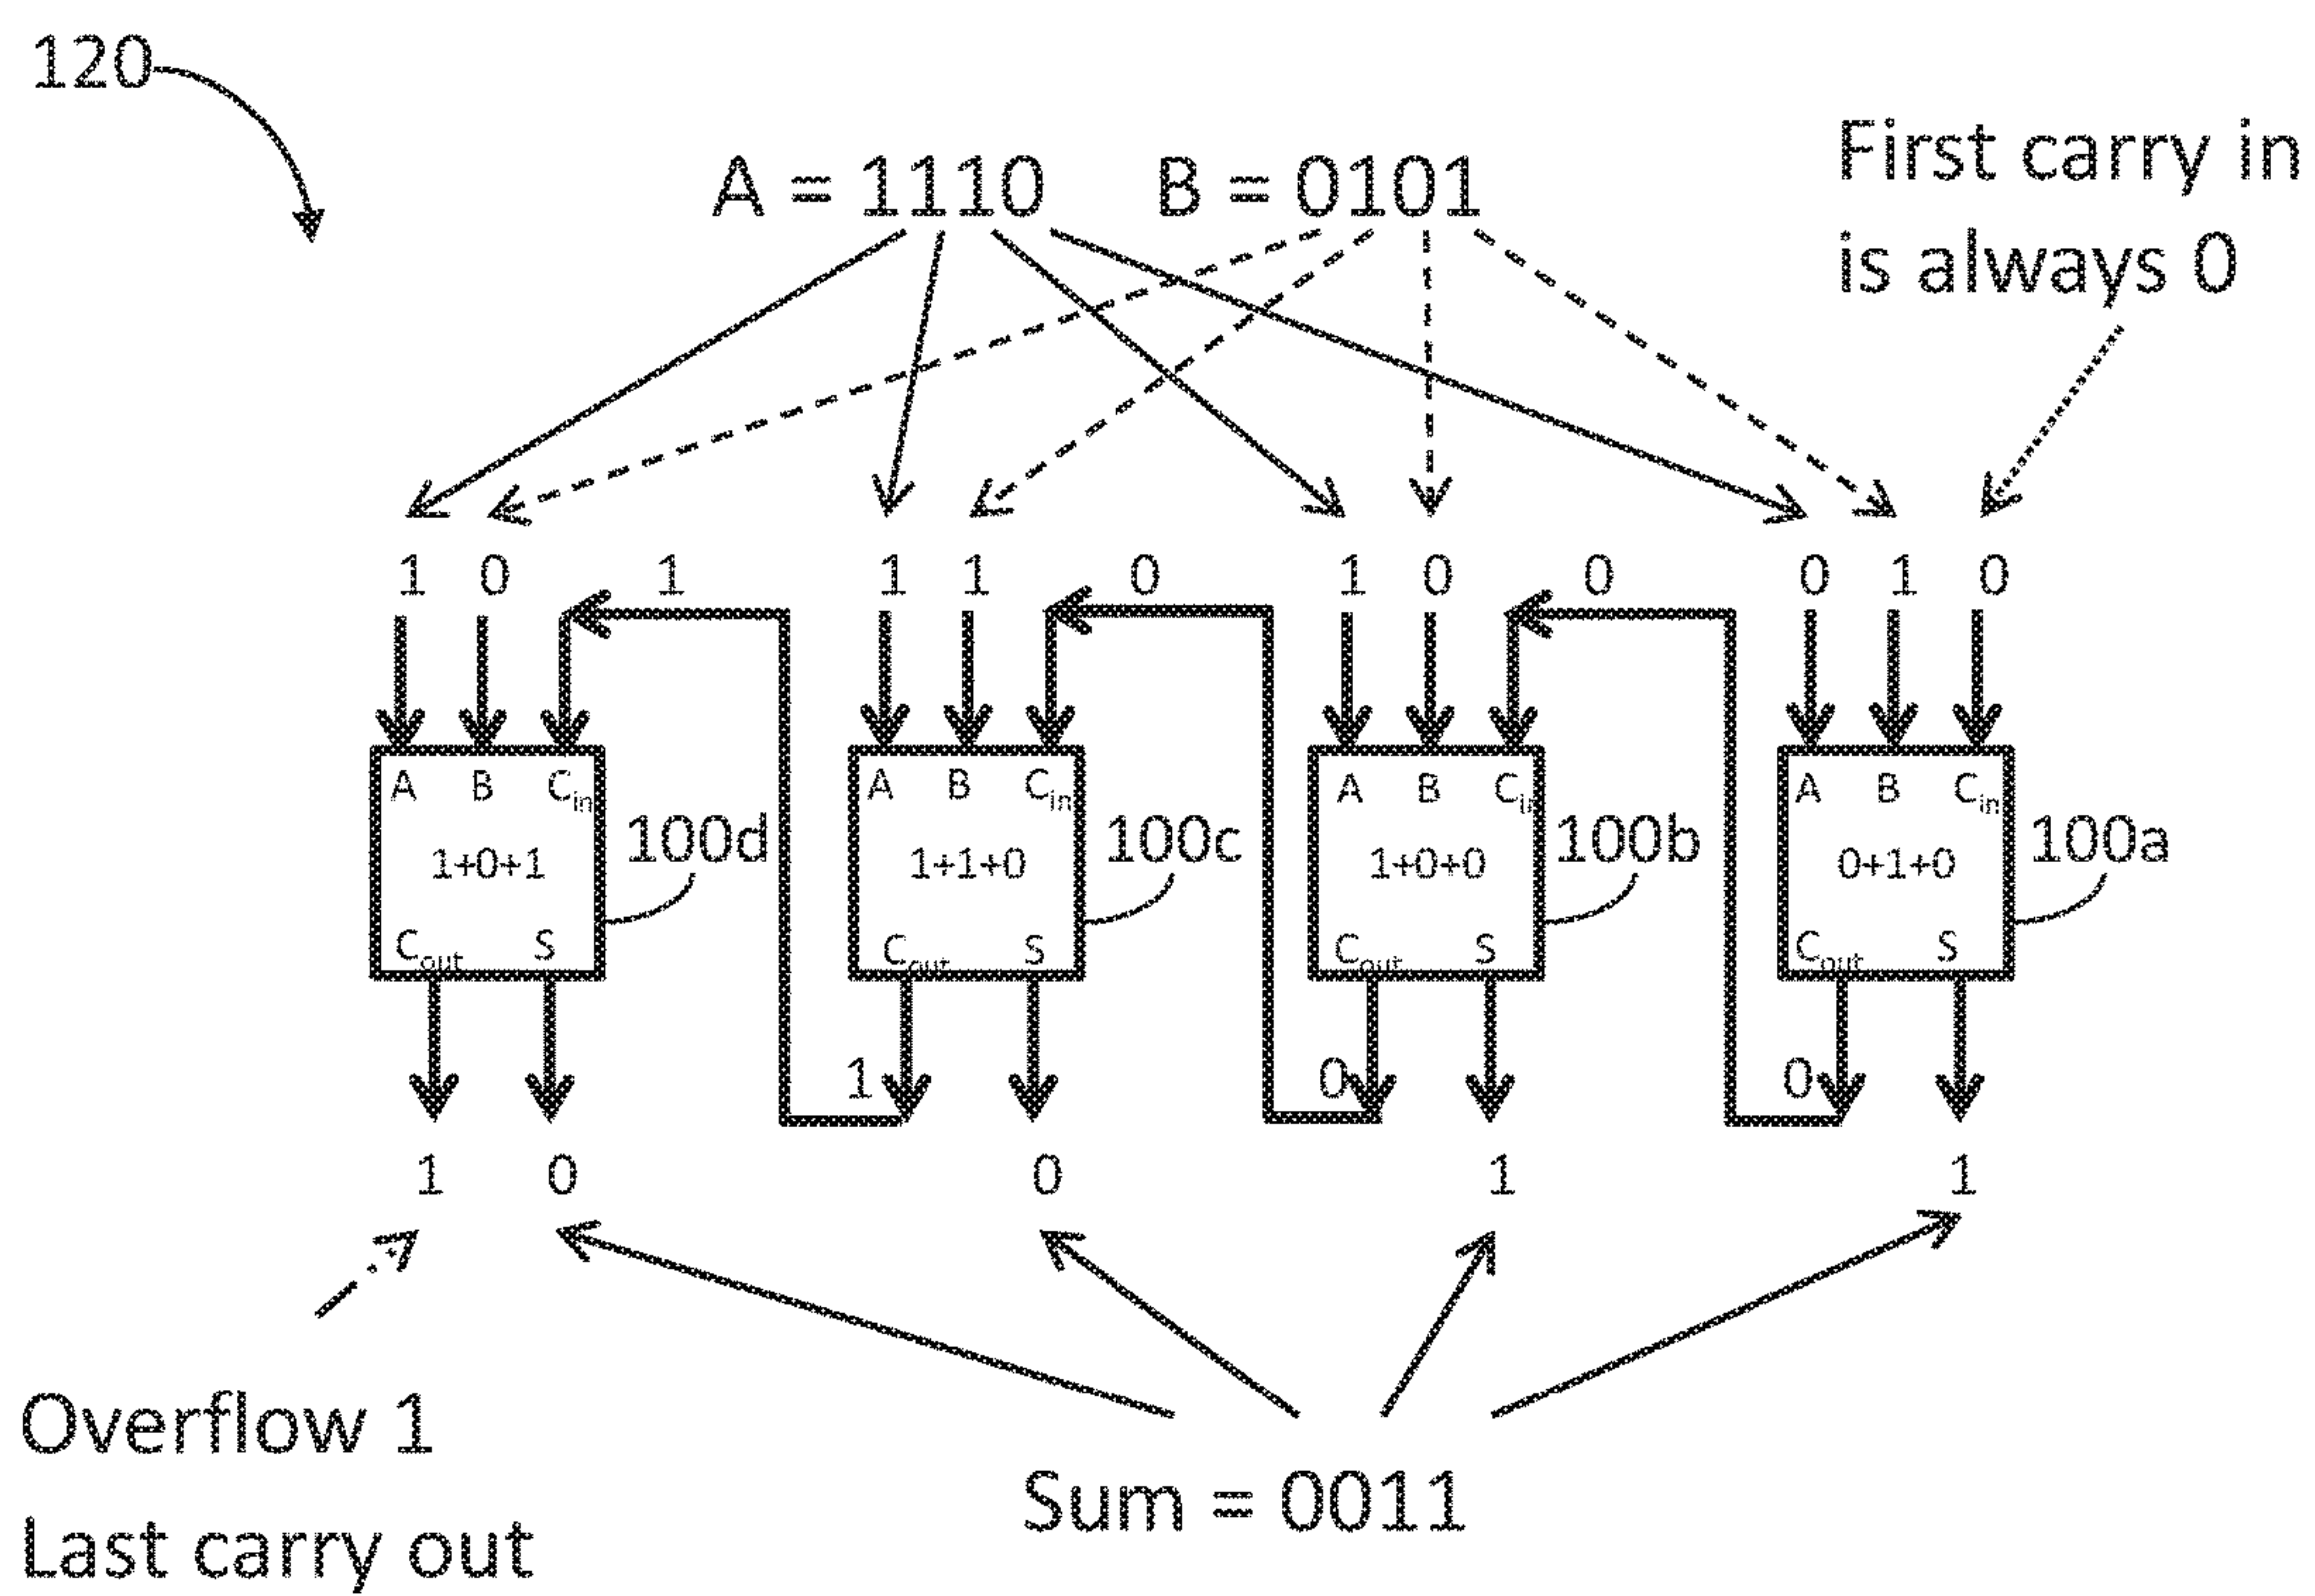 120
A = 1110 B = 0101
First carry in
is always 0
1 0 1 1 1 0 1 0 0 0 1 0
A B Cin A B Cin A B Cin A B Cin
1+0+1 100d 1+1+0 100c 1+0+0 100b 0+1+0 100a
Cout S Cout S Cout S Cout S
1 0 0
1 0 0 1 1
Overflow 1
Last carry out
Sum = 0011